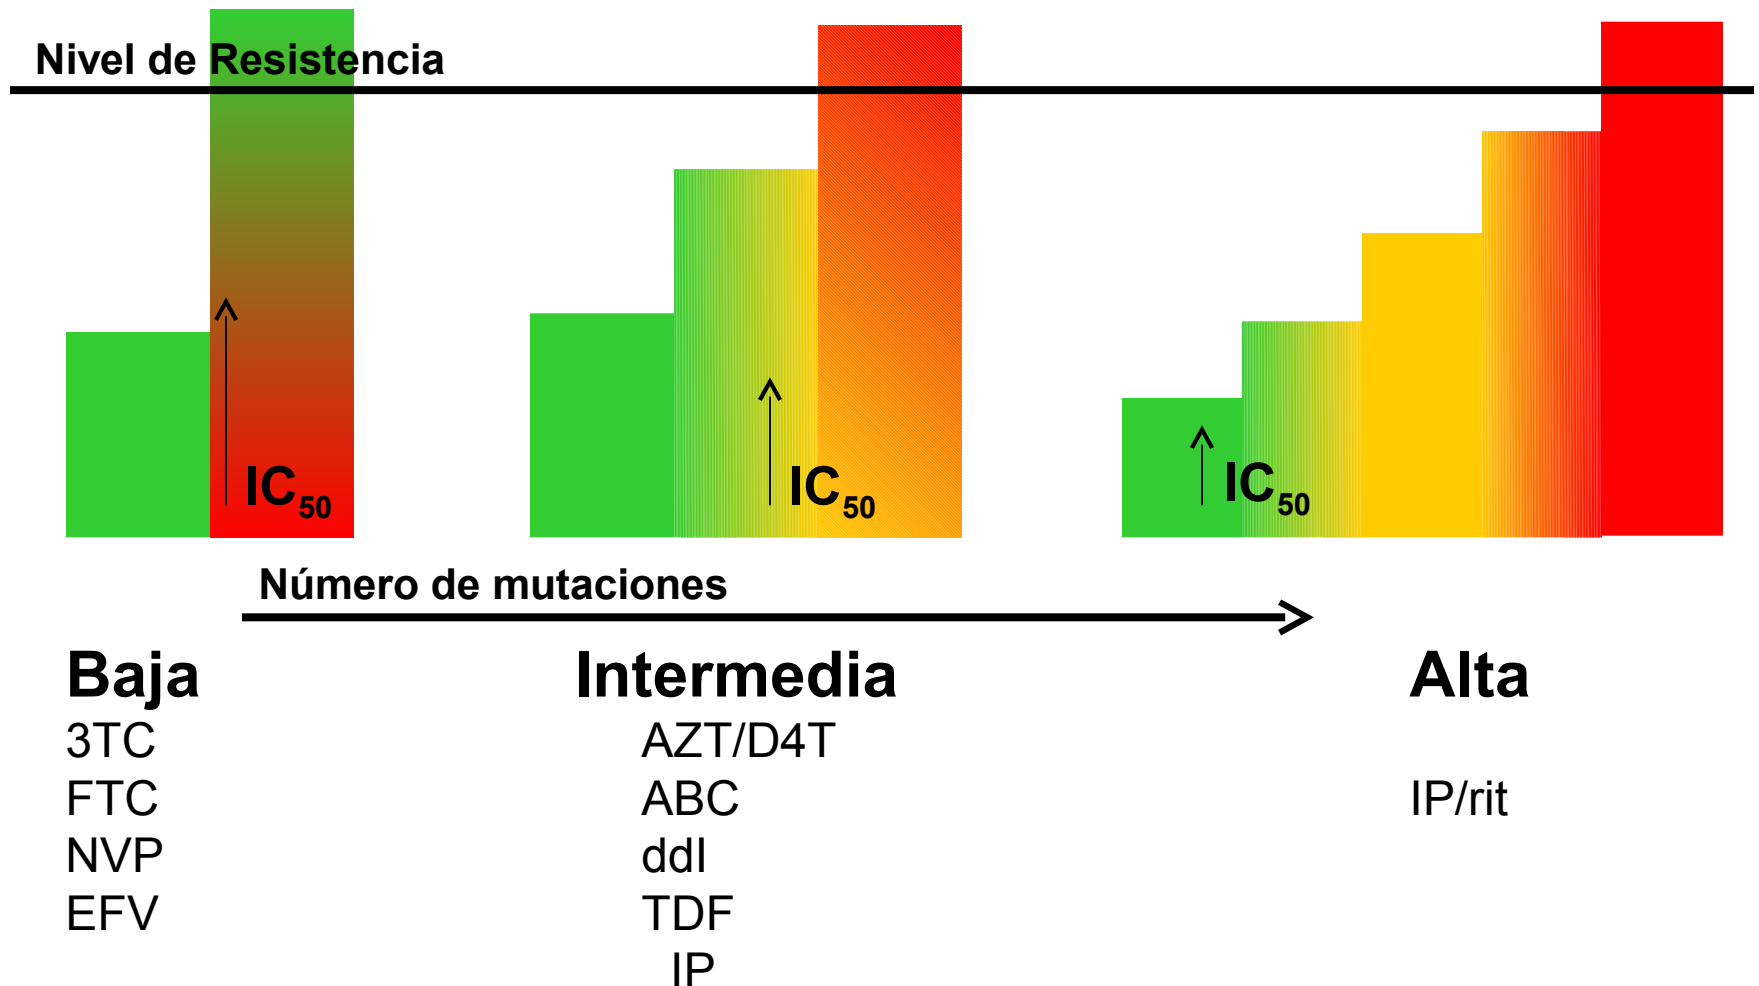 Nivel de Resistencia
IC50
IC50
IC50
Número de mutaciones
Baja
3TC
FTC
NVP
EFV
Intermedia
AZT/D4T
ABC
ddI
TDF
IP
Alta
IP/rit